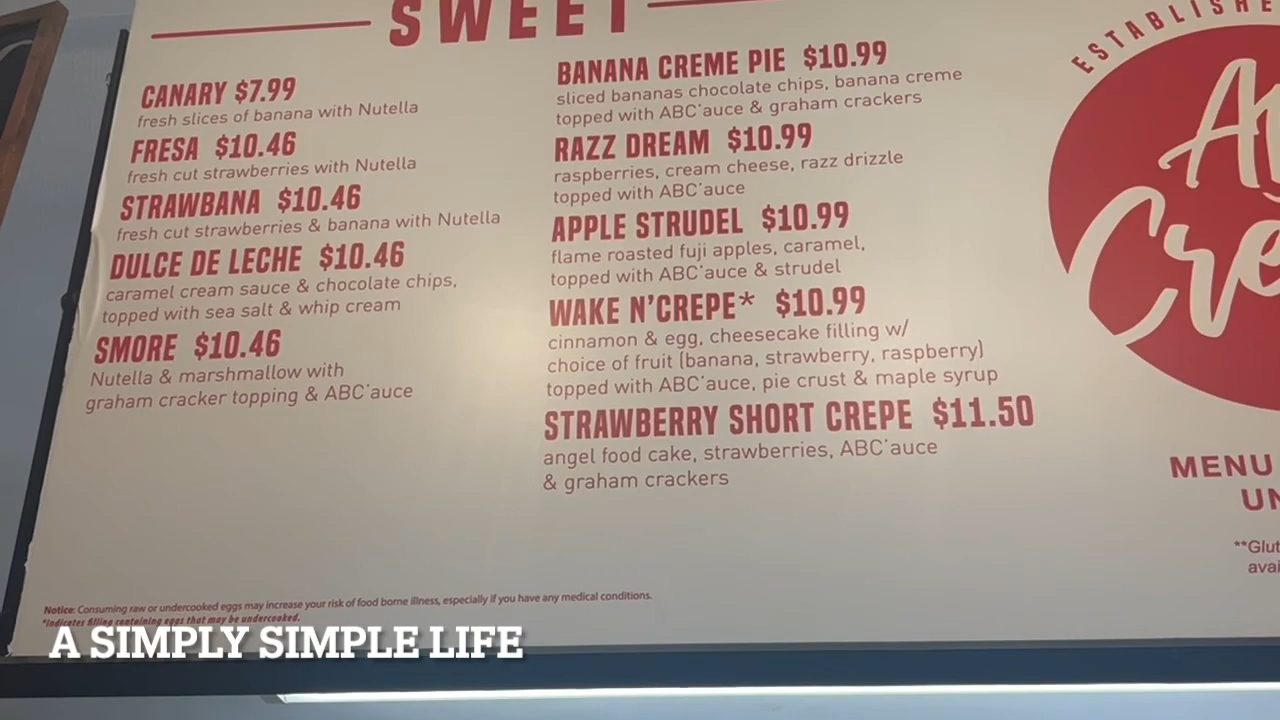 SWEET
CANARY $7.99
fresh slices of banana with Nutella
FRESA $10.46
fresh cut strawberries with Nutella
STRAWBANA $10.46
fresh cut strawberries & banana with Nutella
DULCE DE LECHE $10.46
caramel cream sauce & chocolate chips,
topped with sea salt & whip cream
SMORE $10.46
Nutella & marshmallow with
graham cracker topping & ABC'auce
BANANA CREME PIE $10.99
sliced bananas chocolate chips, banana creme
topped with ABC'auce & graham crackers
RAZZ DREAM $10.99
raspberries, cream cheese, razz drizzle
topped with ABC'auce
APPLE STRUDEL $10.99
flame roasted fuji apples, caramel,
topped with ABC'auce & strudel
WAKE N'CREPE* $10.99
cinnamon & egg, cheesecake filling w/
choice of fruit (banana, strawberry, raspberry)
topped with ABC'auce, pie crust & maple syrup
STRAWBERRY SHORT CREPE $11.50
angel food cake, strawberries, ABC'auce
& graham crackers
ESTABLISHE
Cre
MENU
UN
**Glut
avai
Notice: Consuming raw or undercooked eggs may increase your risk of food borne illness, especially if you have any medical conditions.
*Indicates filling containing eggs that may be undercooked.
A SIMPLY SIMPLE LIFE